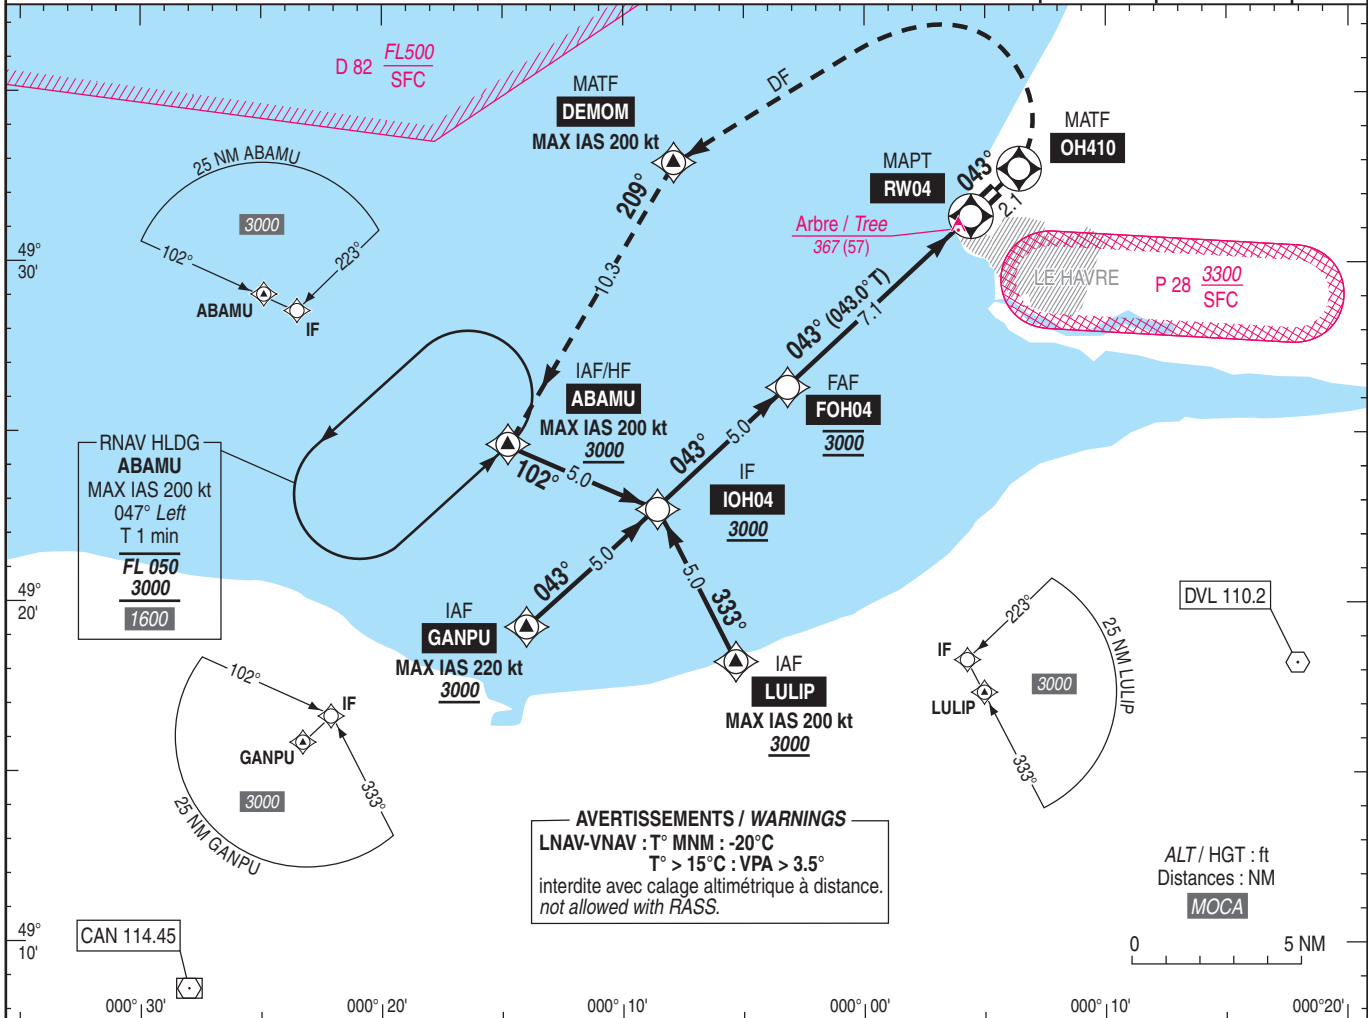 D 82 FL500
SFC
MATF
DEMOM
MAX IAS 200 kt
DF
MATF
OH410
MAPT
RW04
043°
2.1
Arbre / Tree
367 (57)
LE HAVRE
P 28 3300
SFC
25 NM ABAMU
3000
102°
223°
ABAMU
IF
49°
30'
209°
10.3
043° (043.0° T)
7.1
IAF/HF
ABAMU
MAX IAS 200 kt
3000
FAF
FOH04
3000
RNAV HLDG
ABAMU
MAX IAS 200 kt
047° Left
T 1 min
FL 050
3000
1600
102°
5.0
043°
5.0
IF
IOH04
3000
043°
5.0
5.0
333°
IAF
GANPU
MAX IAS 220 kt
3000
IAF
LULIP
MAX IAS 200 kt
3000
49°
20'
DVL 110.2
223°
IF
3000
25 NM LULIP
LULIP
333°
102°
IF
GANPU
3000
333°
25 NM GANPU
AVERTISSEMENTS / WARNINGS
LNAV-VNAV : T° MNM : -20°C
T° > 15°C : VPA > 3.5°
interdite avec calage altimétrique à distance.
not allowed with RASS.
ALT / HGT : ft
Distances : NM
MOCA
0 5 NM
CAN 114.45
49°
10'
000° 30' 000° 20' 000° 10' 000° 00' 000° 10' 000° 20'